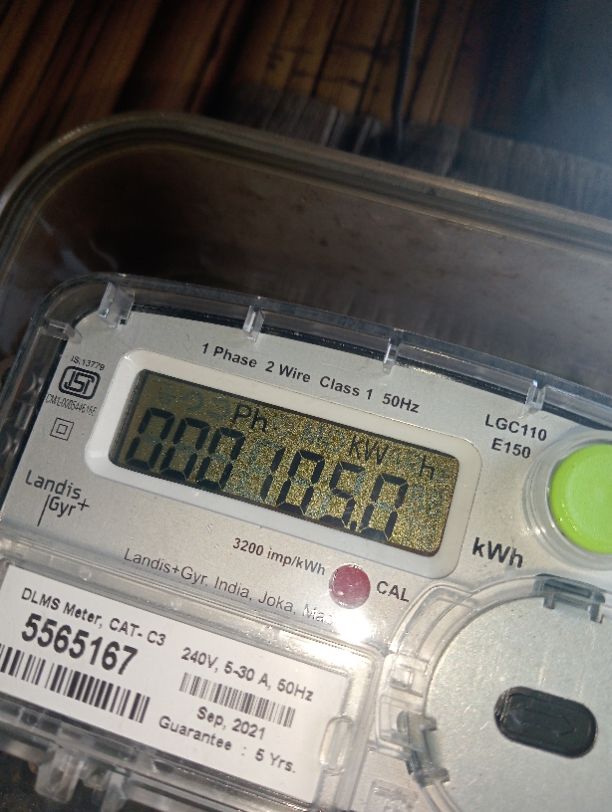 1 Phase 2 Wire Class 1 50Hz
IS.13779
LGC110
E150
Ph kW h
Landis
Gyr+
3200 imp/kWh
kWh
Landis+Gyr. India, Joka,
CAL
DLMS Meter, CAT- C3
5565167
240V, 5-30 A, 50Hz
Sep, 2021
Guarantee : 5 Yrs.